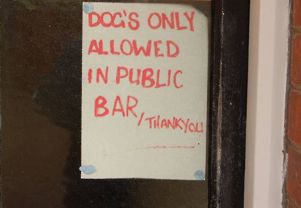 DOG'S ONLY
ALLOWED
IN PUBLIC
BAR, THANKYOU